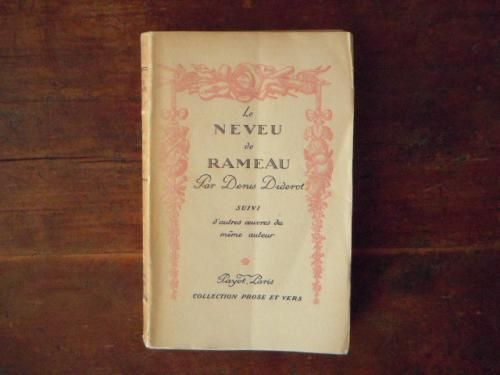 Le
NEVEU
de
RAMEAU
Par Denis Diderot
SUIVI
d'autres œuvres du
même auteur
Payot, Paris
COLLECTION PROSE ET VERS